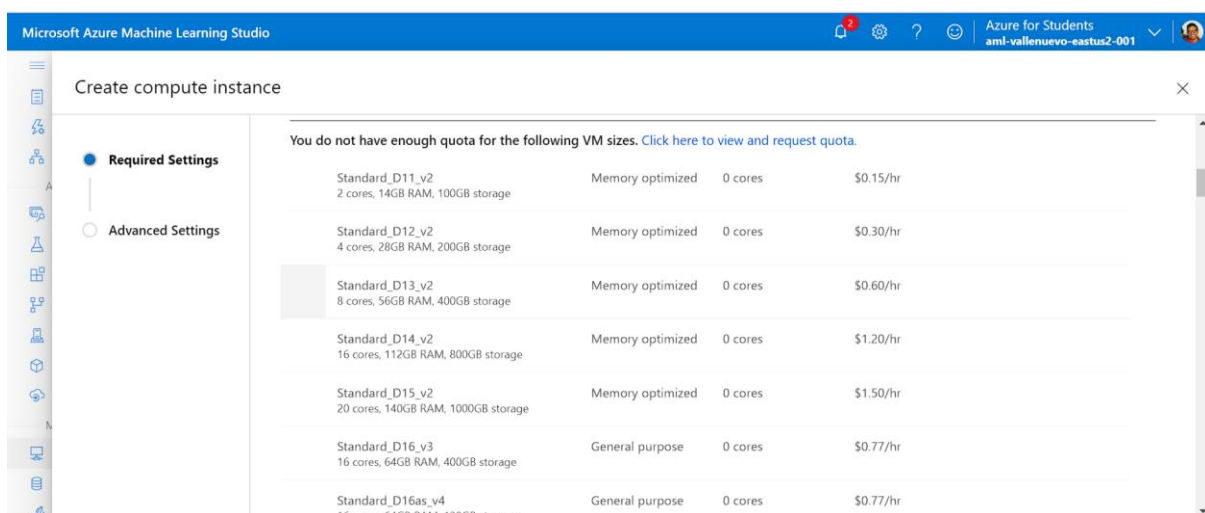 Microsoft Azure Machine Learning Studio
2
?
Azure for Students
aml-vallenuevo-eastus2-001
Create compute instance
Required Settings
Advanced Settings
You do not have enough quota for the following VM sizes. Click here to view and request quota.
Standard_D11_v2 Memory optimized 0 cores $0.15/hr
2 cores, 14GB RAM, 100GB storage
Standard_D12_v2 Memory optimized 0 cores $0.30/hr
4 cores, 28GB RAM, 200GB storage
Standard_D13_v2 Memory optimized 0 cores $0.60/hr
8 cores, 56GB RAM, 400GB storage
Standard_D14_v2 Memory optimized 0 cores $1.20/hr
16 cores, 112GB RAM, 800GB storage
Standard_D15_v2 Memory optimized 0 cores $1.50/hr
20 cores, 140GB RAM, 1000GB storage
Standard_D16_v3 General purpose 0 cores $0.77/hr
16 cores, 64GB RAM, 400GB storage
Standard_D16as_v4 General purpose 0 cores $0.77/hr